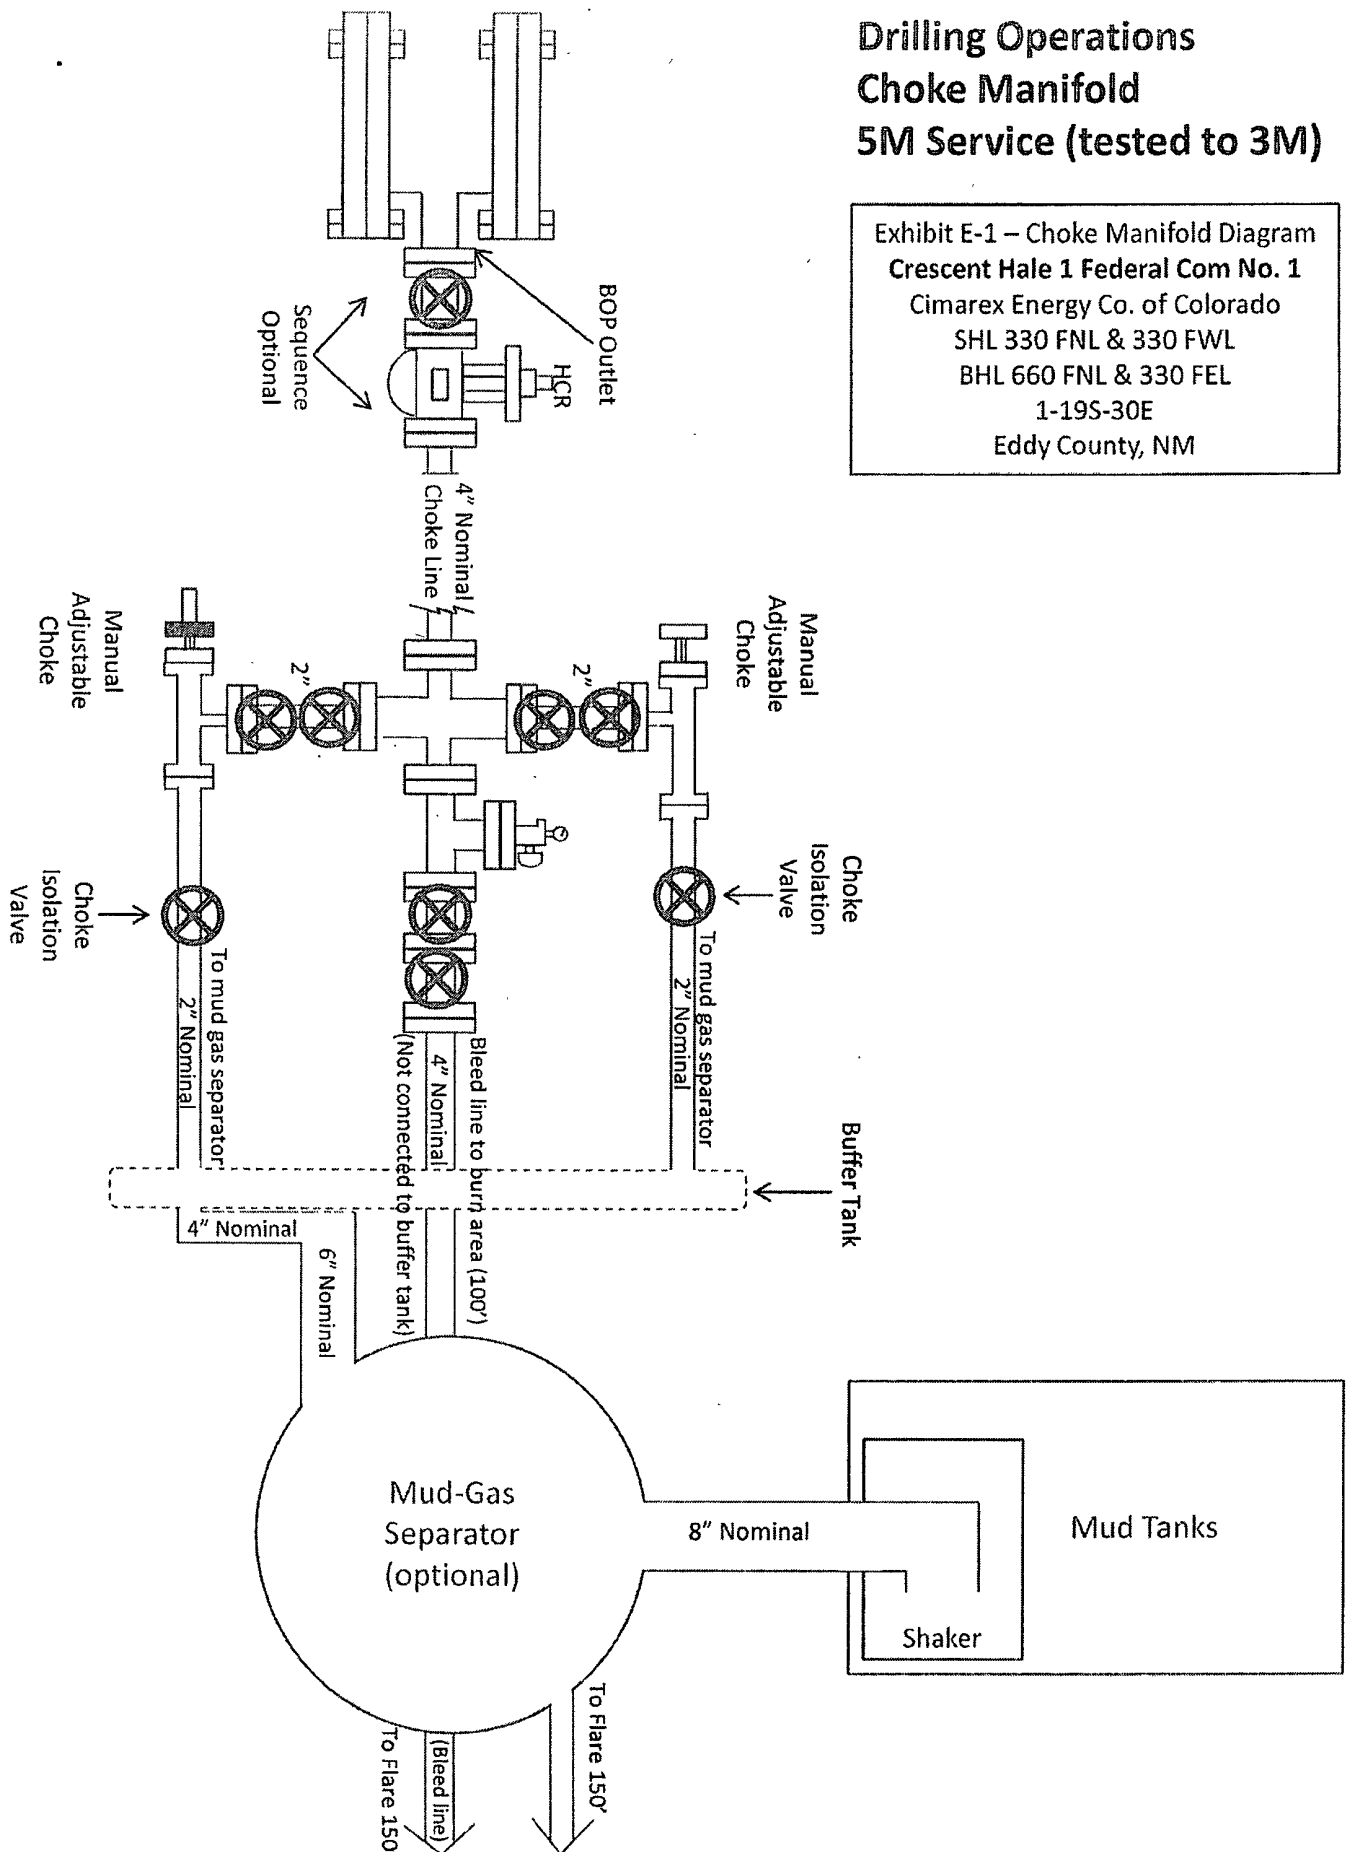 Drilling Operations
Choke Manifold
5M Service (tested to 3M)
Exhibit E-1 – Choke Manifold Diagram
Crescent Hale 1 Federal Com No. 1
Cimarex Energy Co. of Colorado
SHL 330 FNL & 330 FWL
BHL 660 FNL & 330 FEL
1-19S-30E
Eddy County, NM
BOP Outlet
HCR
Sequence
Optional
4" Nominal
Choke Line
Manual
Adjustable
Choke
2"
2"
Manual
Adjustable
Choke
Choke
Isolation
Valve
Choke
Isolation
Valve
To mud gas separator
2" Nominal
Bleed line to burn area (100')
4" Nominal
(Not connected to buffer tank)
To mud gas separator
2" Nominal
Buffer Tank
4" Nominal
6" Nominal
Mud-Gas
Separator
(optional)
8" Nominal
Mud Tanks
Shaker
To Flare 150'
(Bleed line)
To Flare 150